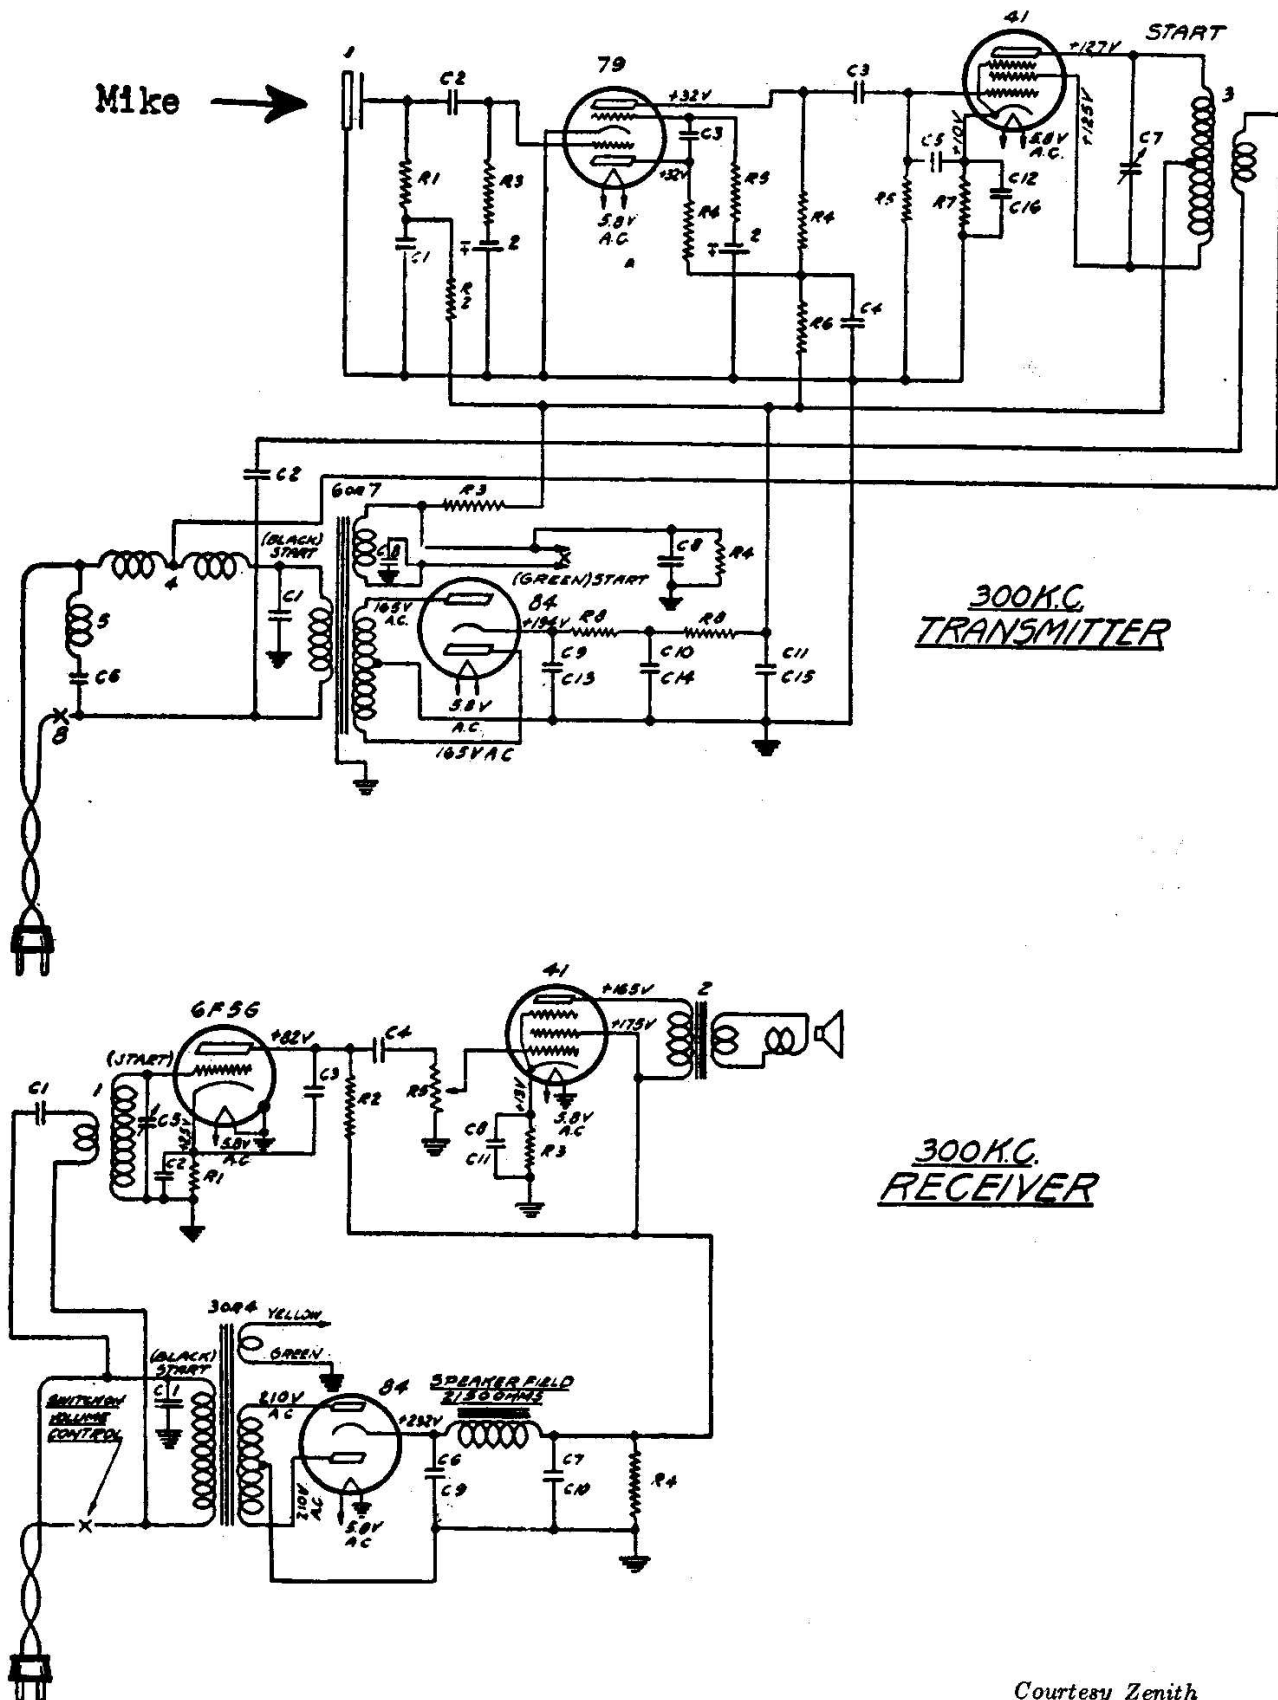 1
Mike
C2
79
+32V
C3
41
+127V
START
3
R1
R3
C3
+32V
R5
R4
5.8V
A.C.
C1
R
2
2
2
R4
R6
C4
R5
C5
+10V
5.8V
A.C.
R7
C12
C16
+125V
C7
C2
6 OR 7
R3
(BLACK)
START
4
5
C6
8
C1
C8
165V
A.C.
(GREEN) START
84
+194V
C8
R4
R8
R8
C9
C13
C10
C14
C11
C15
5.8V
A.C.
165V A.C
300 K.C.
TRANSMITTER
6F5G
+82V
(START)
C1
1
C5
C2
R1
5.8V
A.C
C3
R2
C4
R5
41
+165V
+175V
2
5.8V
A.C
C8
C11
R3
300 K.C.
RECEIVER
3 OR 4
YELLOW
GREEN
(BLACK)
START
C1
SWITCH ON
VOLUME
CONTROL
210V
A C
84
+232V
210V
A.C.
5.8V
A C
SPEAKER FIELD
C6
C9
C7
C10
R4
Courtesy Zenith